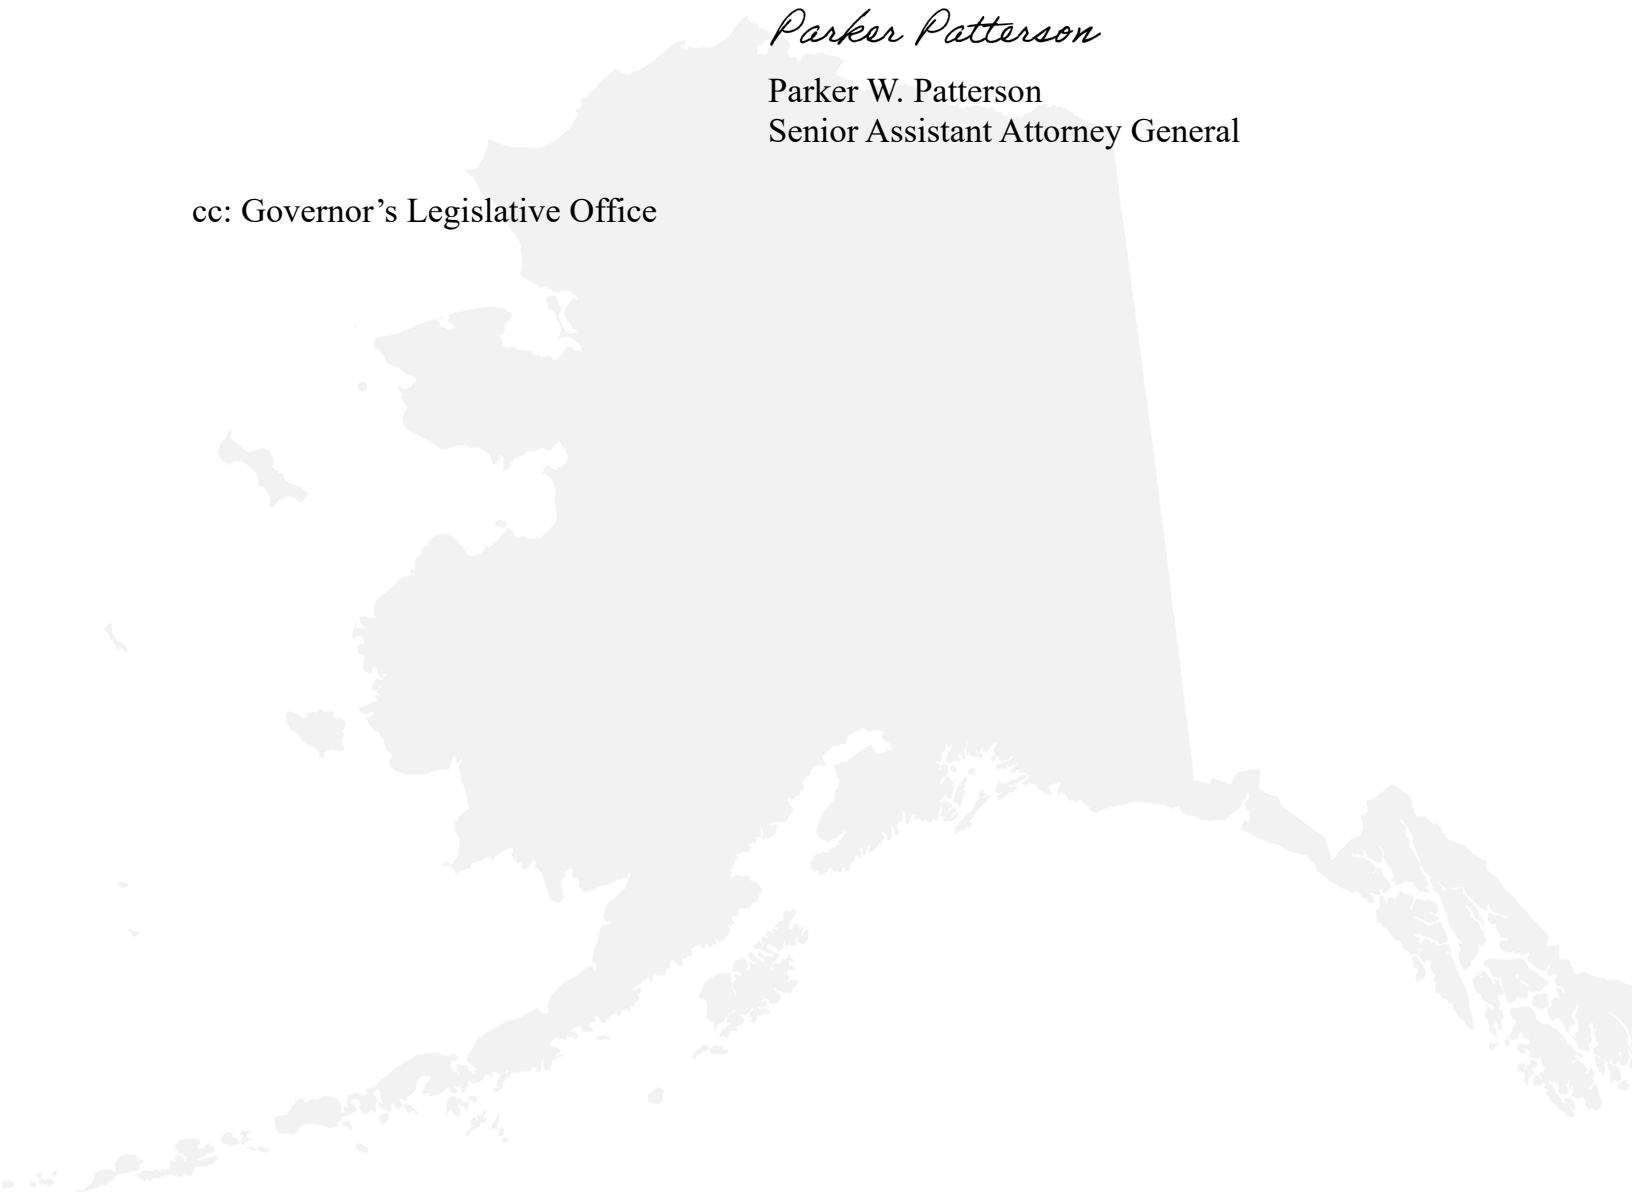 Parker Patterson
Parker W. Patterson
Senior Assistant Attorney General
cc: Governor’s Legislative Office